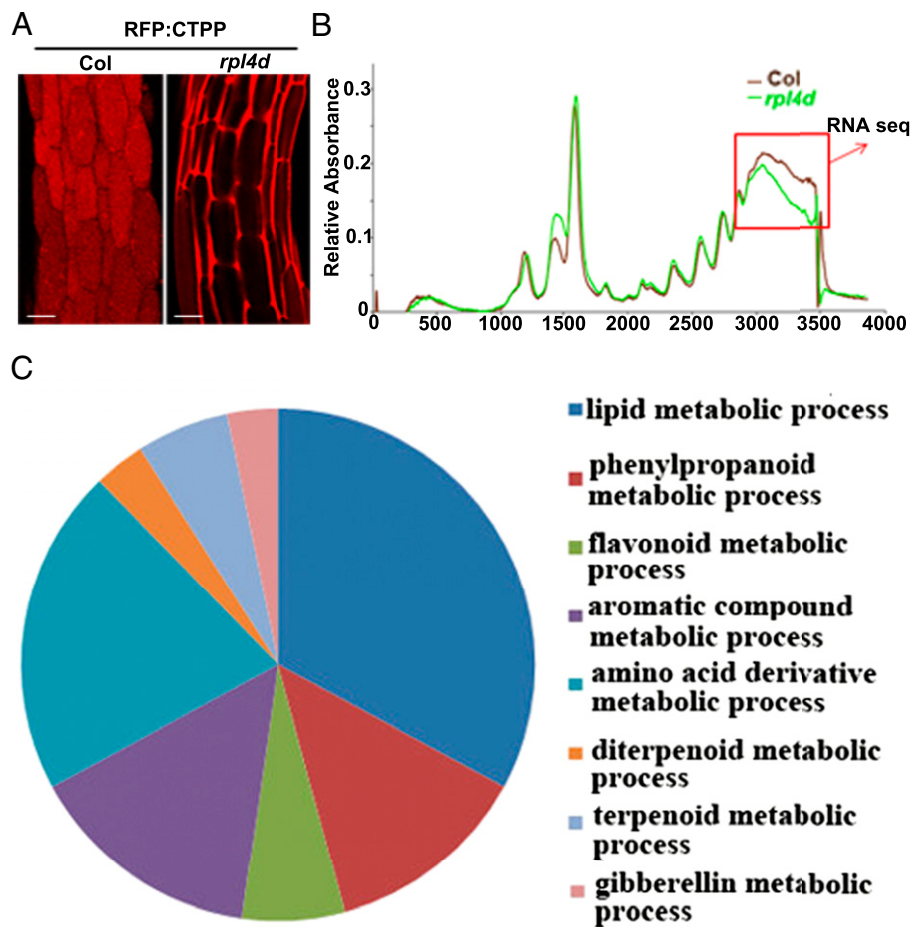 A
RFP:CTPP
Col
rpl4d
B
Relative Absorbance
0.3
0.2
0.1
0
0 500 1000 1500 2000 2500 3000 3500 4000
Col
rpl4d
RNA seq
C
lipid metabolic process
phenylpropanoid
metabolic process
flavonoid metabolic
process
aromatic compound
metabolic process
amino acid derivative
metabolic process
diterpenoid metabolic
process
terpenoid metabolic
process
gibberellin metabolic
process